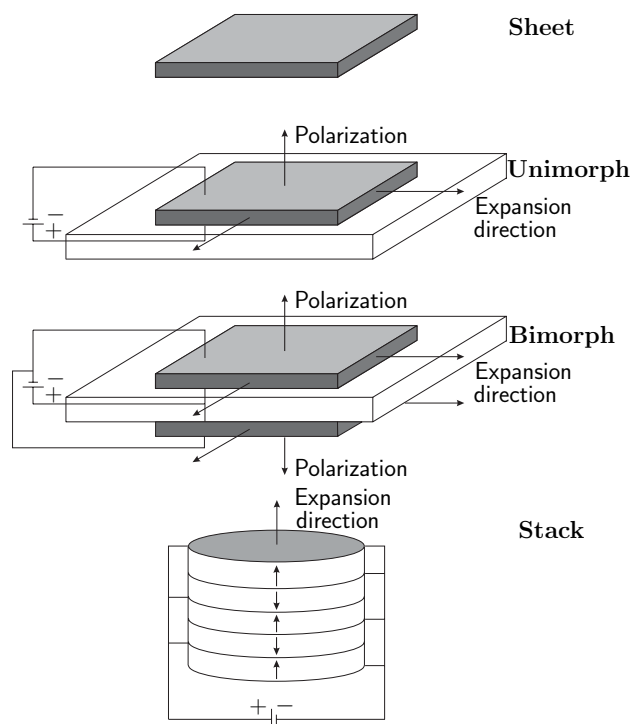 Sheet
Polarization
Unimorph
−
+
Expansion
direction
Polarization
Bimorph
−
+
Expansion
direction
Polarization
Expansion
direction
Stack
+ −